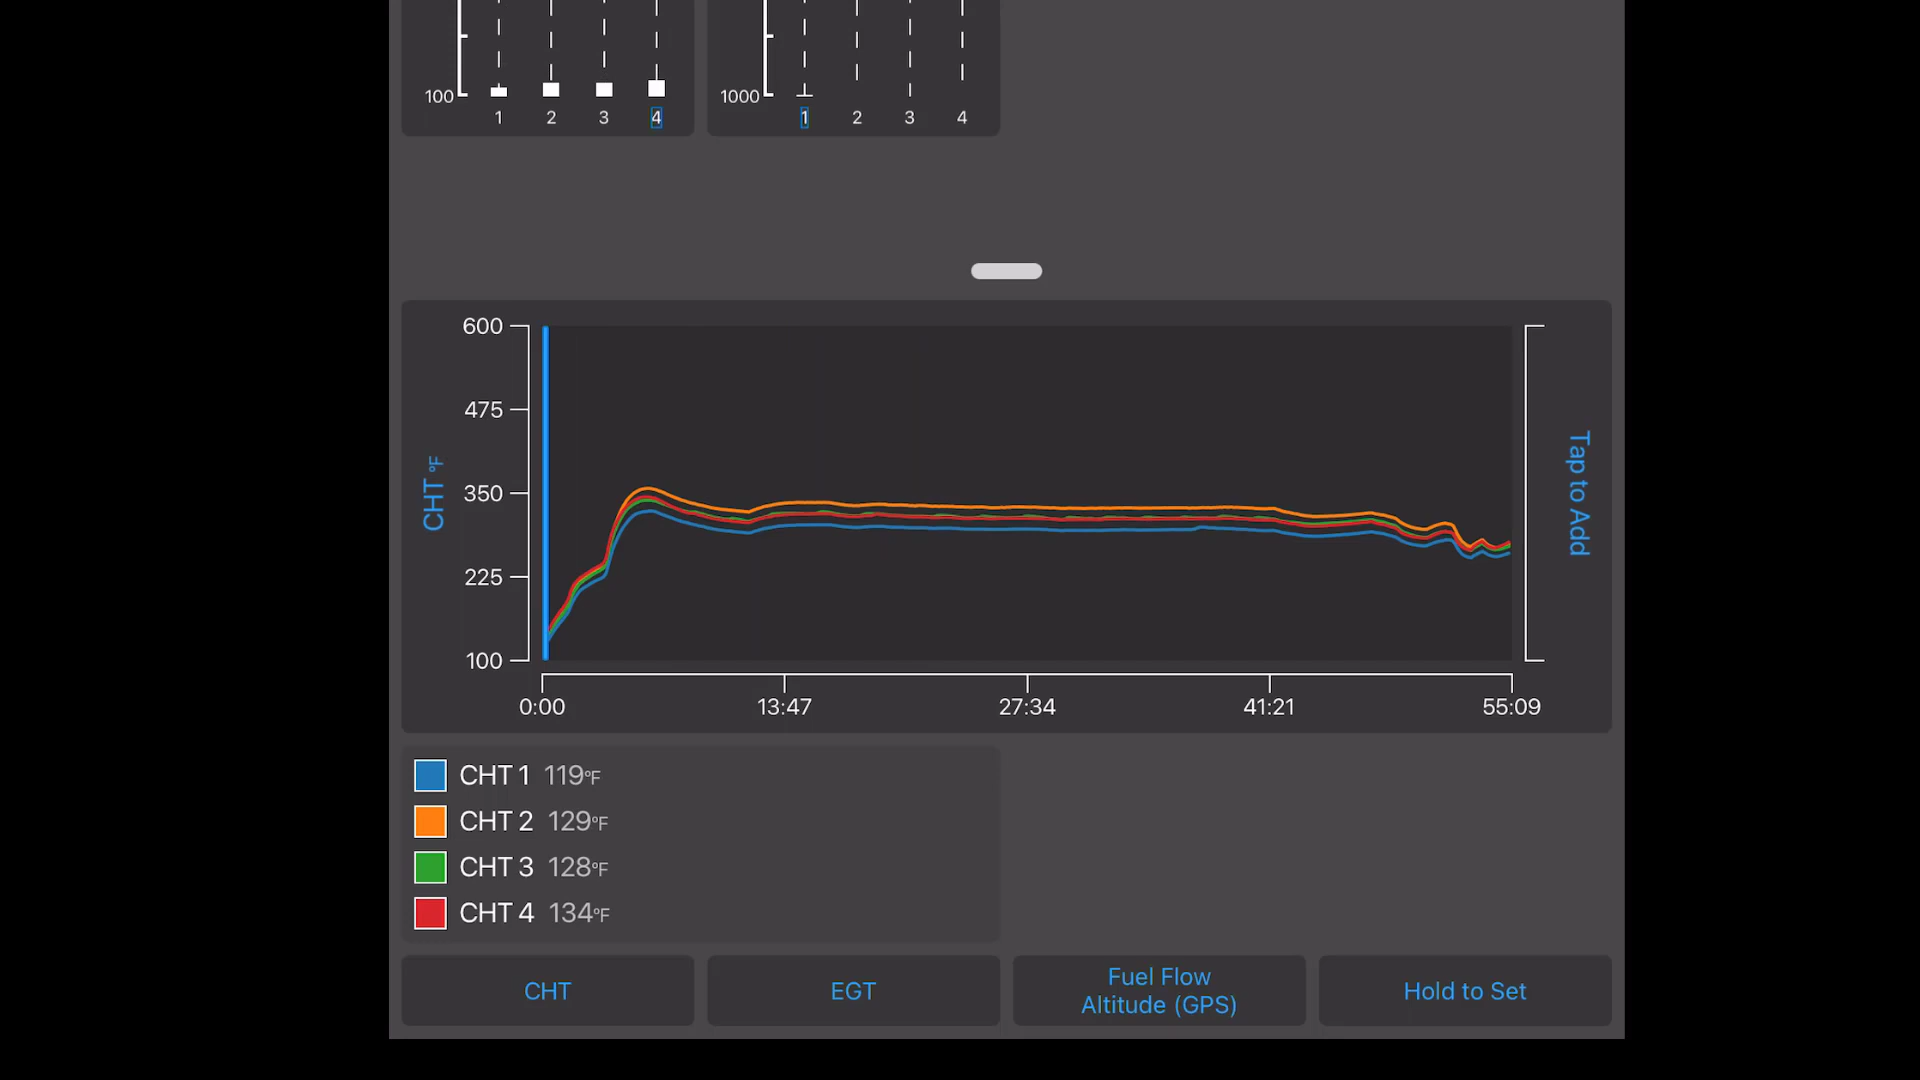 100
1 2 3 4
1000
1 2 3 4
600
475
350
225
100
CHT °F
Tap to Add
0:00 13:47 27:34 41:21 55:09
CHT 1 119°F
CHT 2 129°F
CHT 3 128°F
CHT 4 134°F
CHT
EGT
Fuel Flow
Altitude (GPS)
Hold to Set